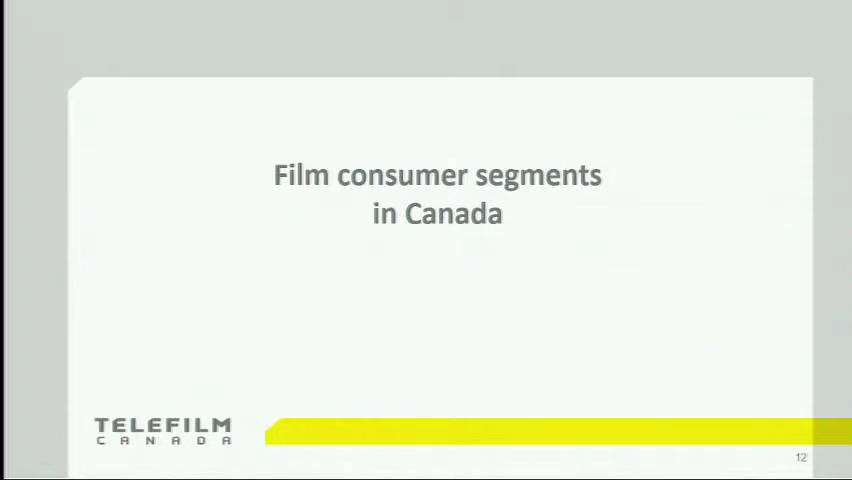 Film consumer segments
in Canada
TELEFILM
CANADA
12